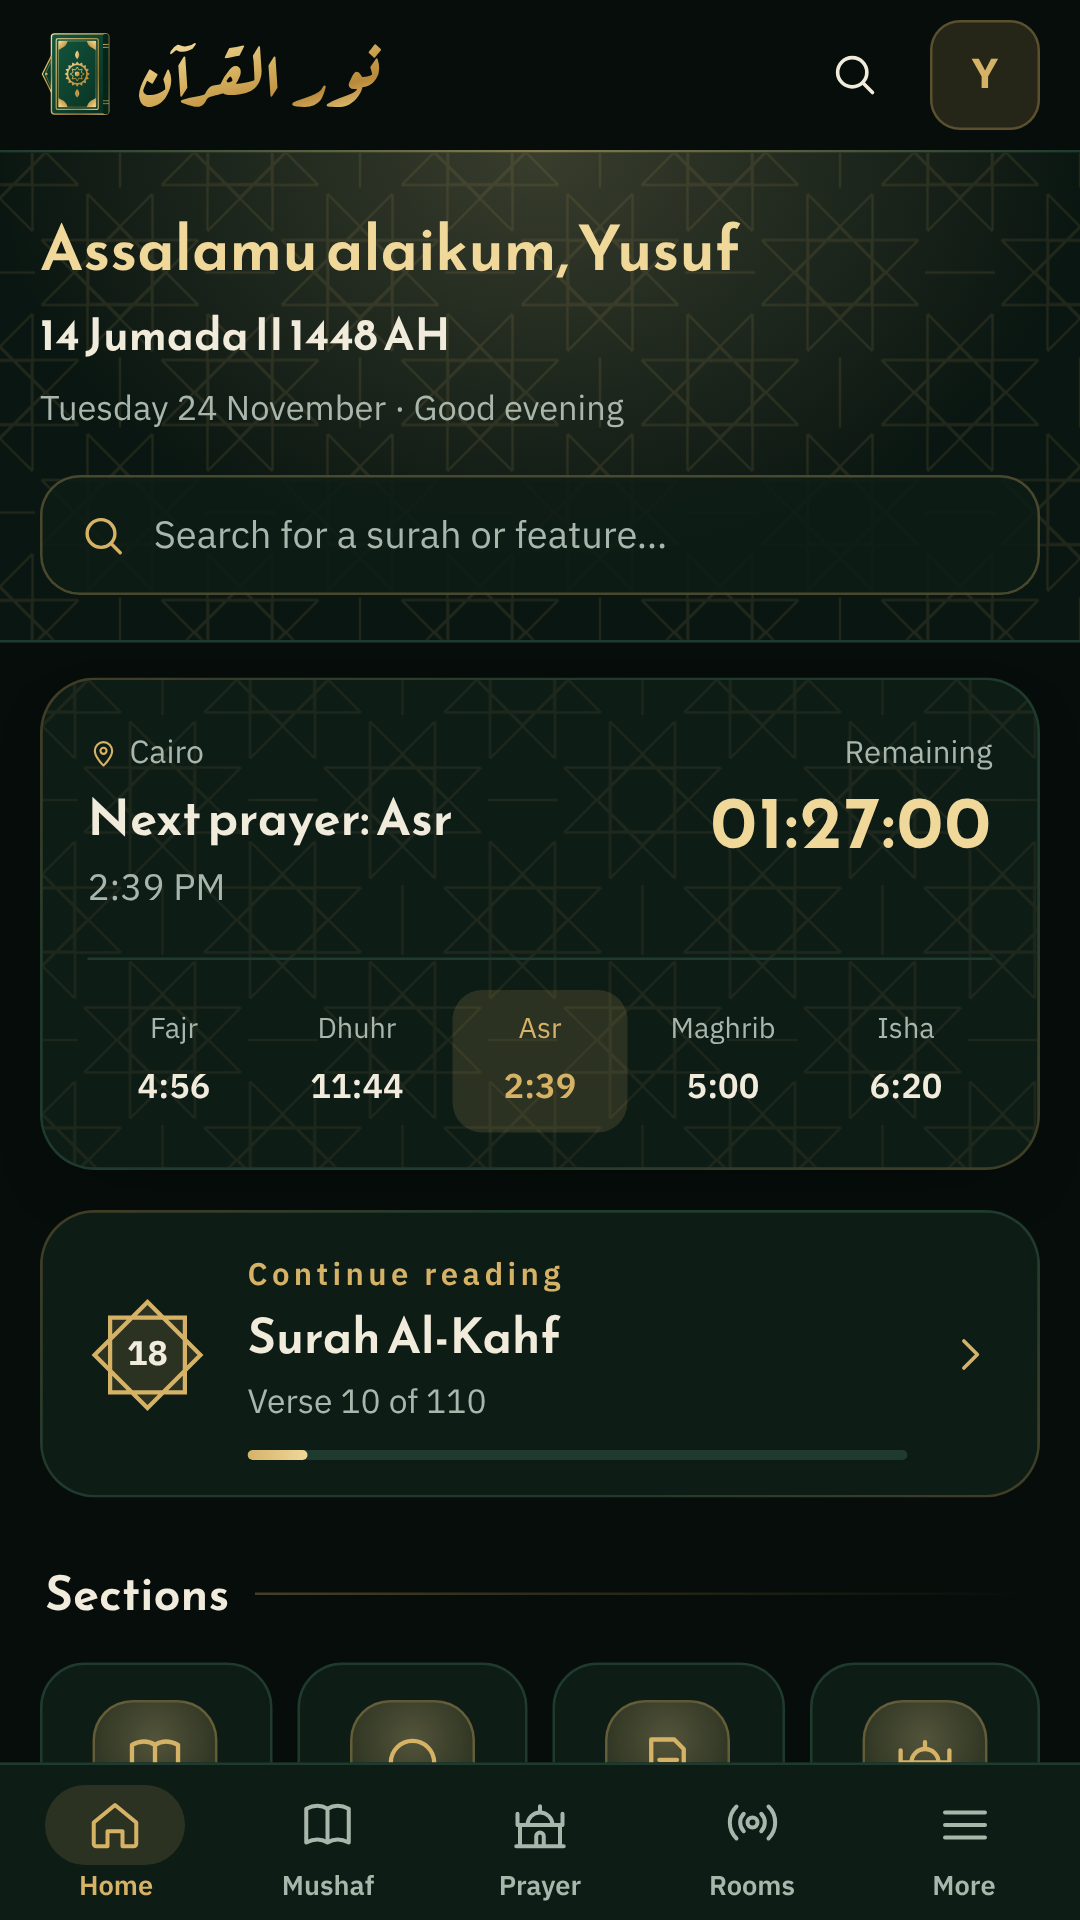 نور القرآن
Y
Assalamu alaikum, Yusuf
14 Jumada II 1448 AH
Tuesday 24 November · Good evening
Search for a surah or feature...
Cairo
Remaining
Next prayer: Asr
01:27:00
2:39 PM
Fajr Dhuhr Asr Maghrib Isha
4:56 11:44 2:39 5:00 6:20
Continue reading
18
Surah Al-Kahf
Verse 10 of 110
Sections
Home Mushaf Prayer Rooms More